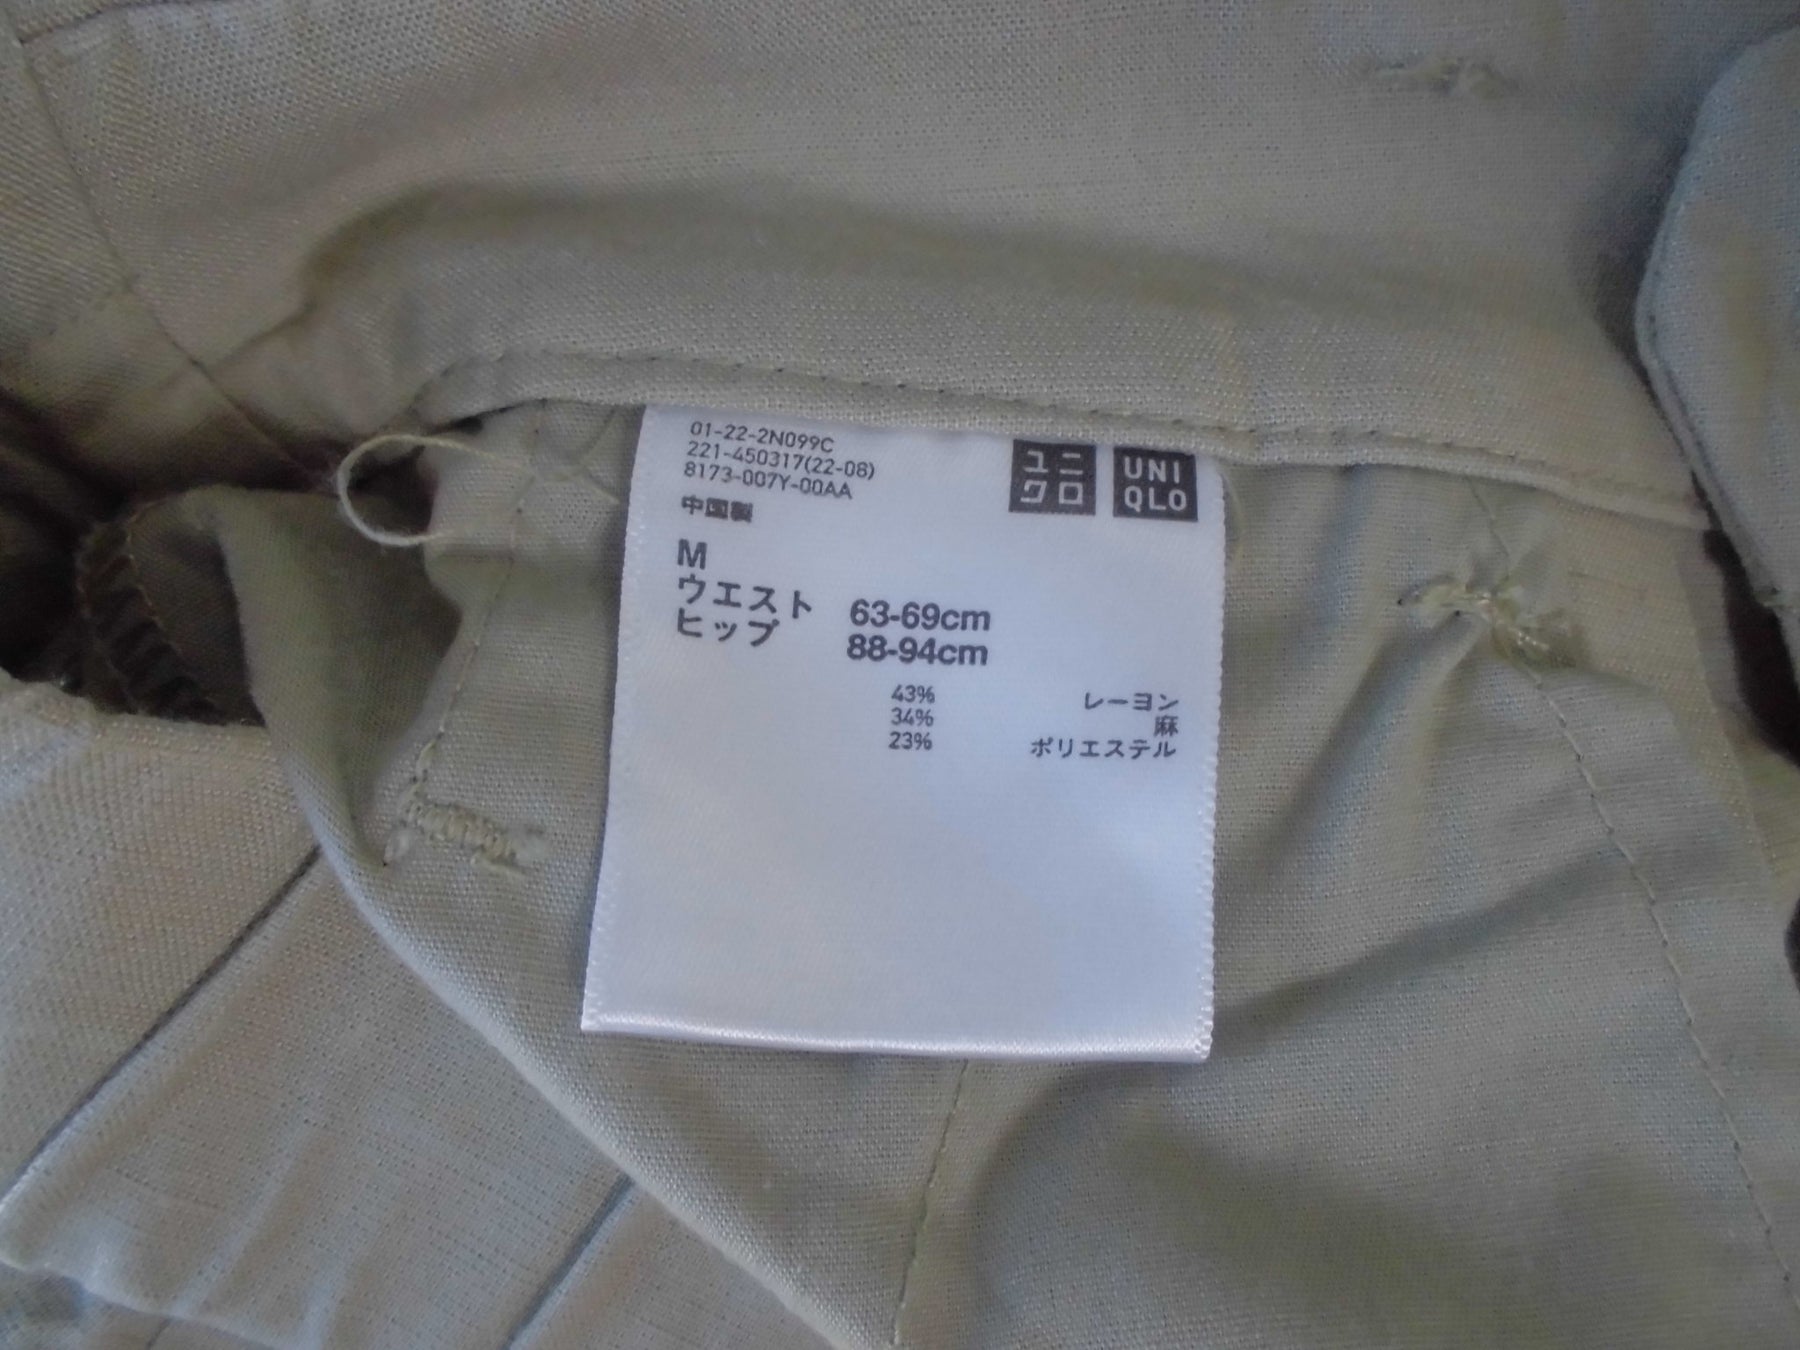 01-22-2N099C
221-450317(22-08)
8173-007Y-00AA
中国製
ユニ
クロ
UNI
QLO
M
ウエスト 63-69cm
ヒップ 88-94cm
43% レーヨン
34% 麻
23% ポリエステル